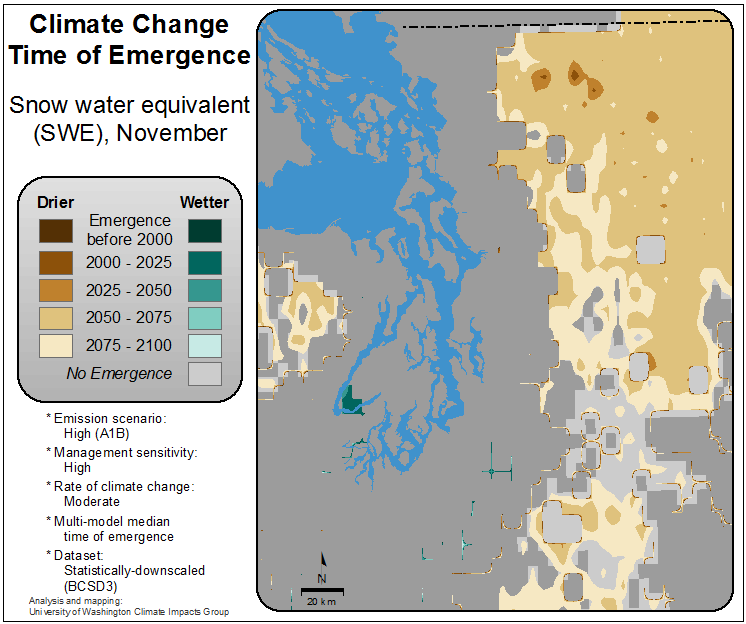 Climate Change
Time of Emergence
Snow water equivalent
(SWE), November
Drier
Wetter
Emergence
before 2000
2000 - 2025
2025 - 2050
2050 - 2075
2075 - 2100
No Emergence
* Emission scenario:
High (A1B)
* Management sensitivity:
High
* Rate of climate change:
Moderate
* Multi-model median
time of emergence
* Dataset:
Statistically-downscaled
(BCSD3)
Analysis and mapping:
University of Washington Climate Impacts Group
N
20 km